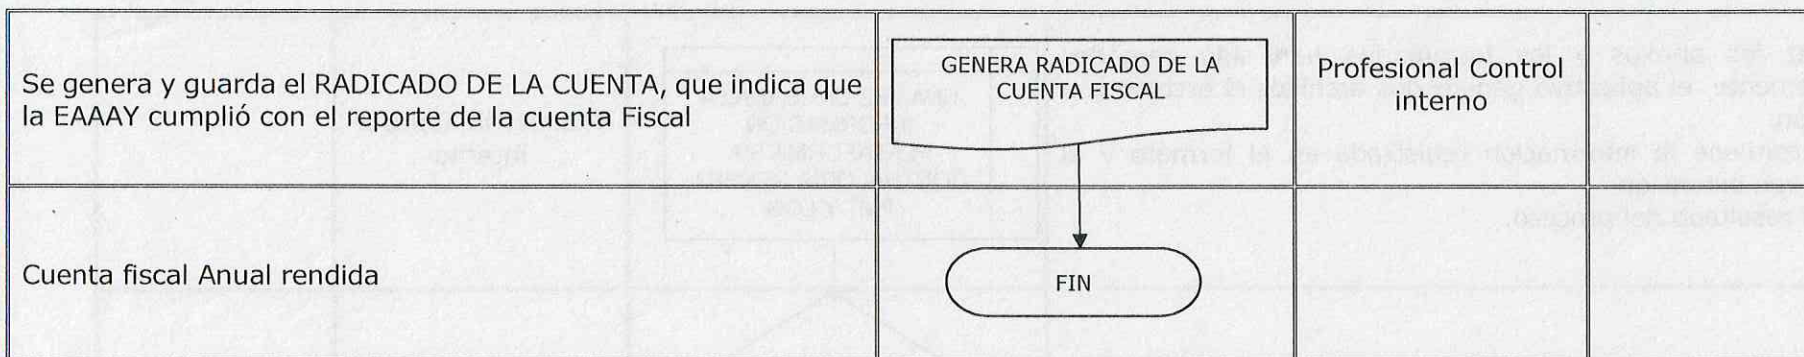 Se genera y guarda el RADICADO DE LA CUENTA, que indica que
la EAAAY cumplió con el reporte de la cuenta Fiscal
GENERA RADICADO DE LA
CUENTA FISCAL
Profesional Control
interno
Cuenta fiscal Anual rendida
FIN